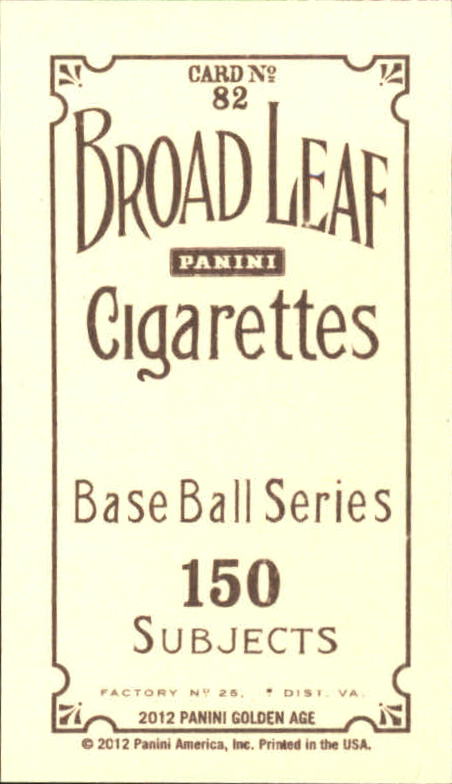 CARD Nº
82
BROAD LEAF
PANINI
Cigarettes
Base Ball Series
150
SUBJECTS
FACTORY Nº 25, DIST. VA.
2012 PANINI GOLDEN AGE
© 2012 Panini America, Inc. Printed in the USA.